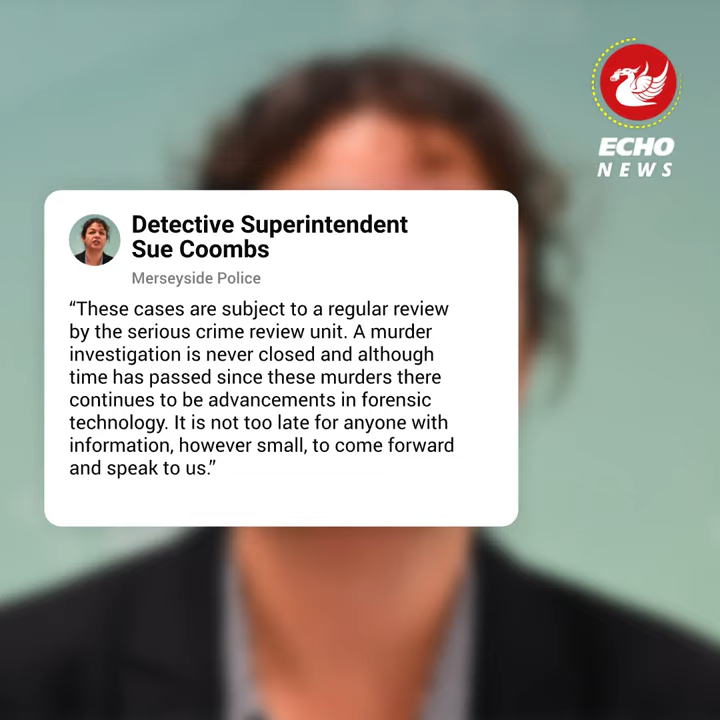 ECHO
NEWS
Detective Superintendent
Sue Coombs
Merseyside Police
“These cases are subject to a regular review
by the serious crime review unit. A murder
investigation is never closed and although
time has passed since these murders there
continues to be advancements in forensic
technology. It is not too late for anyone with
information, however small, to come forward
and speak to us.”